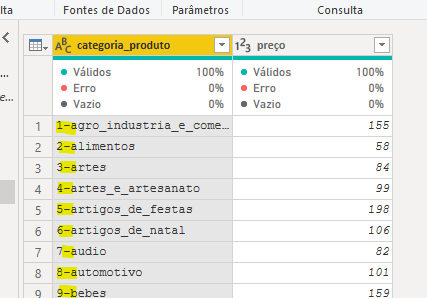 lta Fontes de Dados Parâmetros Consulta
categoria_produto 1²3 preço
Válidos 100% Válidos 100%
Erro 0% Erro 0%
Vazio 0% Vazio 0%
1 1-agro_industria_e_come... 155
2 2-alimentos 58
... 3 3-artes 84
e... 4 4-artes_e_artesanato 99
5 5-artigos_de_festas 198
6 6-artigos_de_natal 106
7 7-audio 82
8 8-automotivo 101
9 9-bebes 159